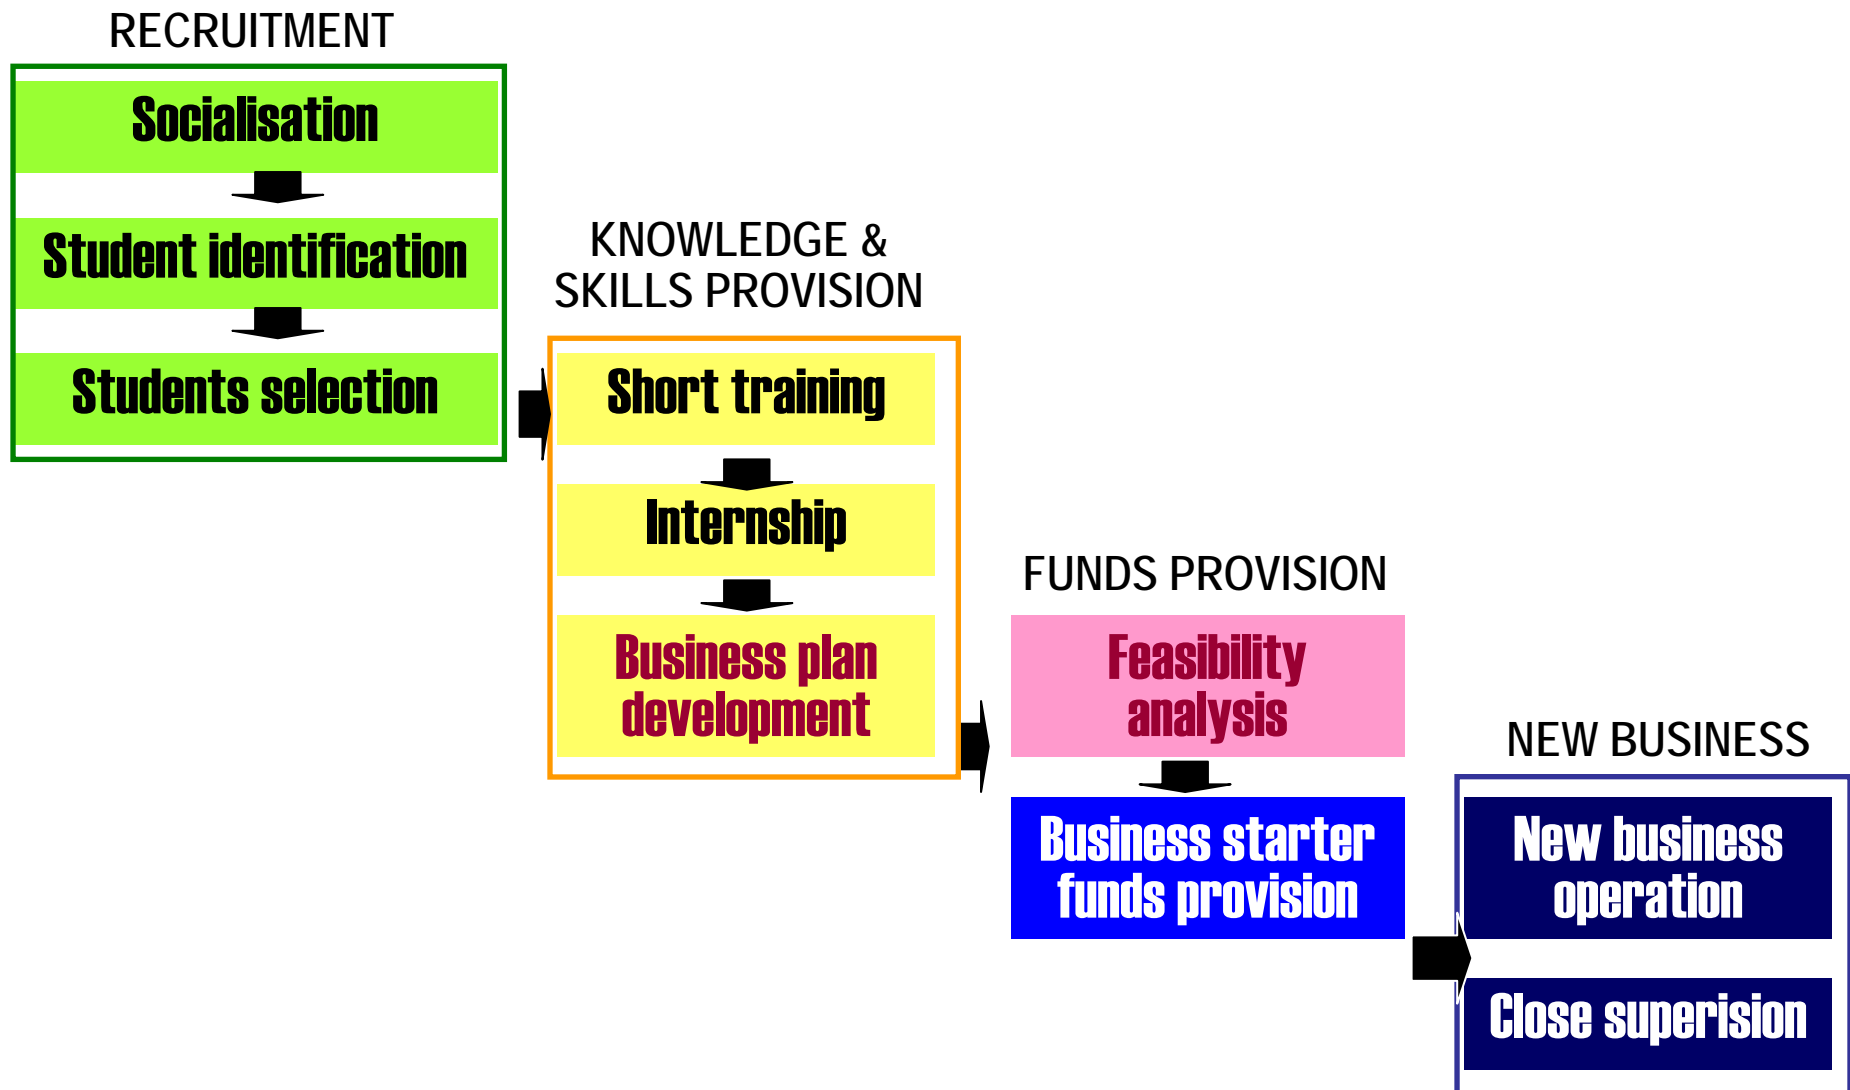 RECRUITMENT
Socialisation
Student identification
Students selection
KNOWLEDGE &
SKILLS PROVISION
Short training
Internship
Business plan
development
FUNDS PROVISION
Feasibility
analysis
Business starter
funds provision
NEW BUSINESS
New business
operation
Close superision